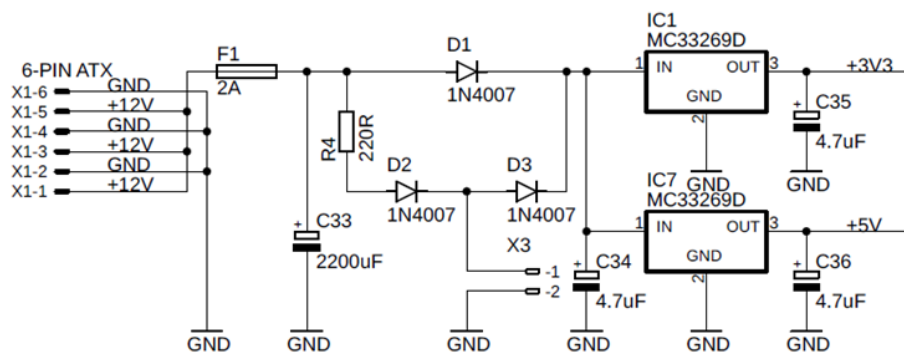 IC1
MC33269D
D1
F1
6-PIN ATX
1 IN OUT 3 +3V3
X1-6 GND
2A
1N4007
X1-5 +12V
GND
C35
X1-4 GND
2
4.7uF
R4
220R
X1-3 +12V
D2
D3
X1-2 GND
GND
GND
X1-1 +12V
IC7
MC33269D
1N4007
1N4007
C33
2200uF
X3
1 IN OUT 3 +5V
-1
C34
GND
C36
-2
4.7uF
2
4.7uF
GND
GND
GND
GND
GND
GND
+
+
+
+